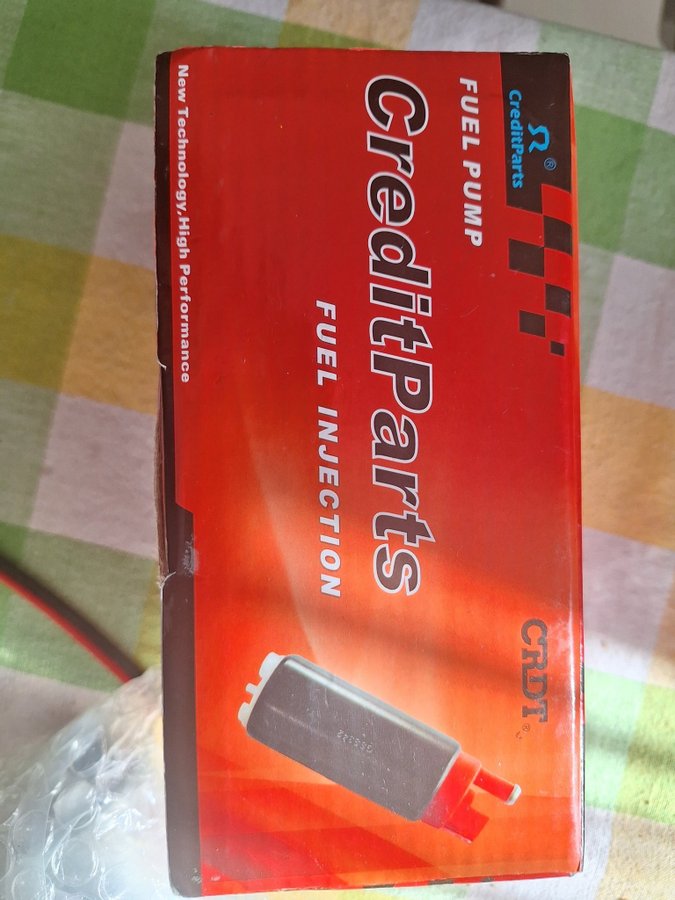 CreditParts®
FUEL PUMP
CreditParts
FUEL INJECTION
New Technology,High Performance
CRDT®